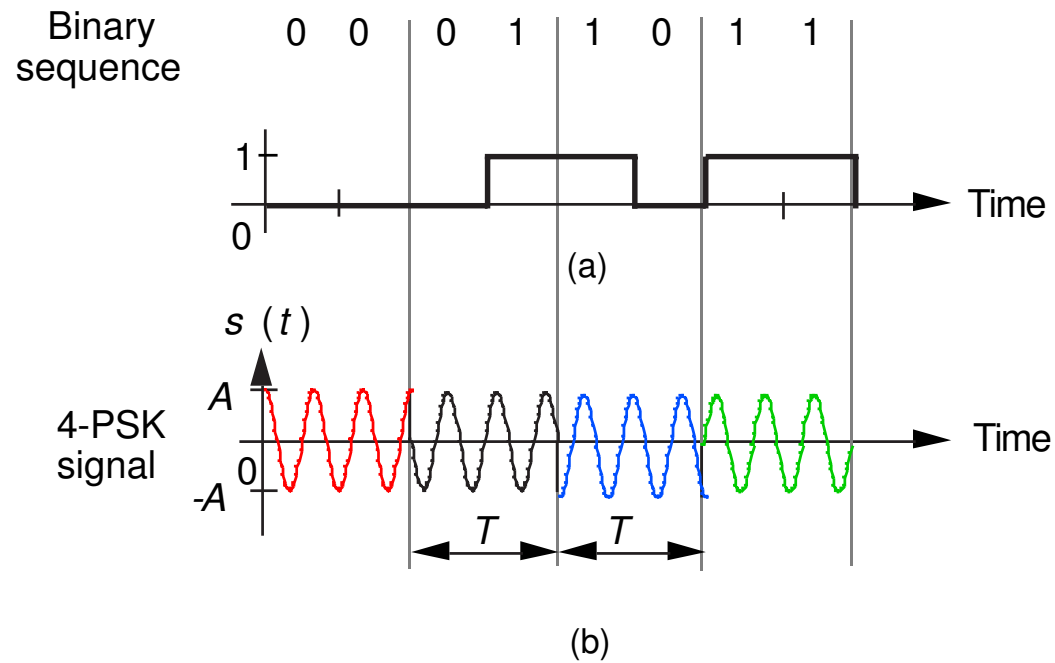 Binary sequence
0 0 0 1 1 0 1 1
1
0
Time
(a)
s (t)
A
0
-A
4-PSK signal
Time
T T
(b)